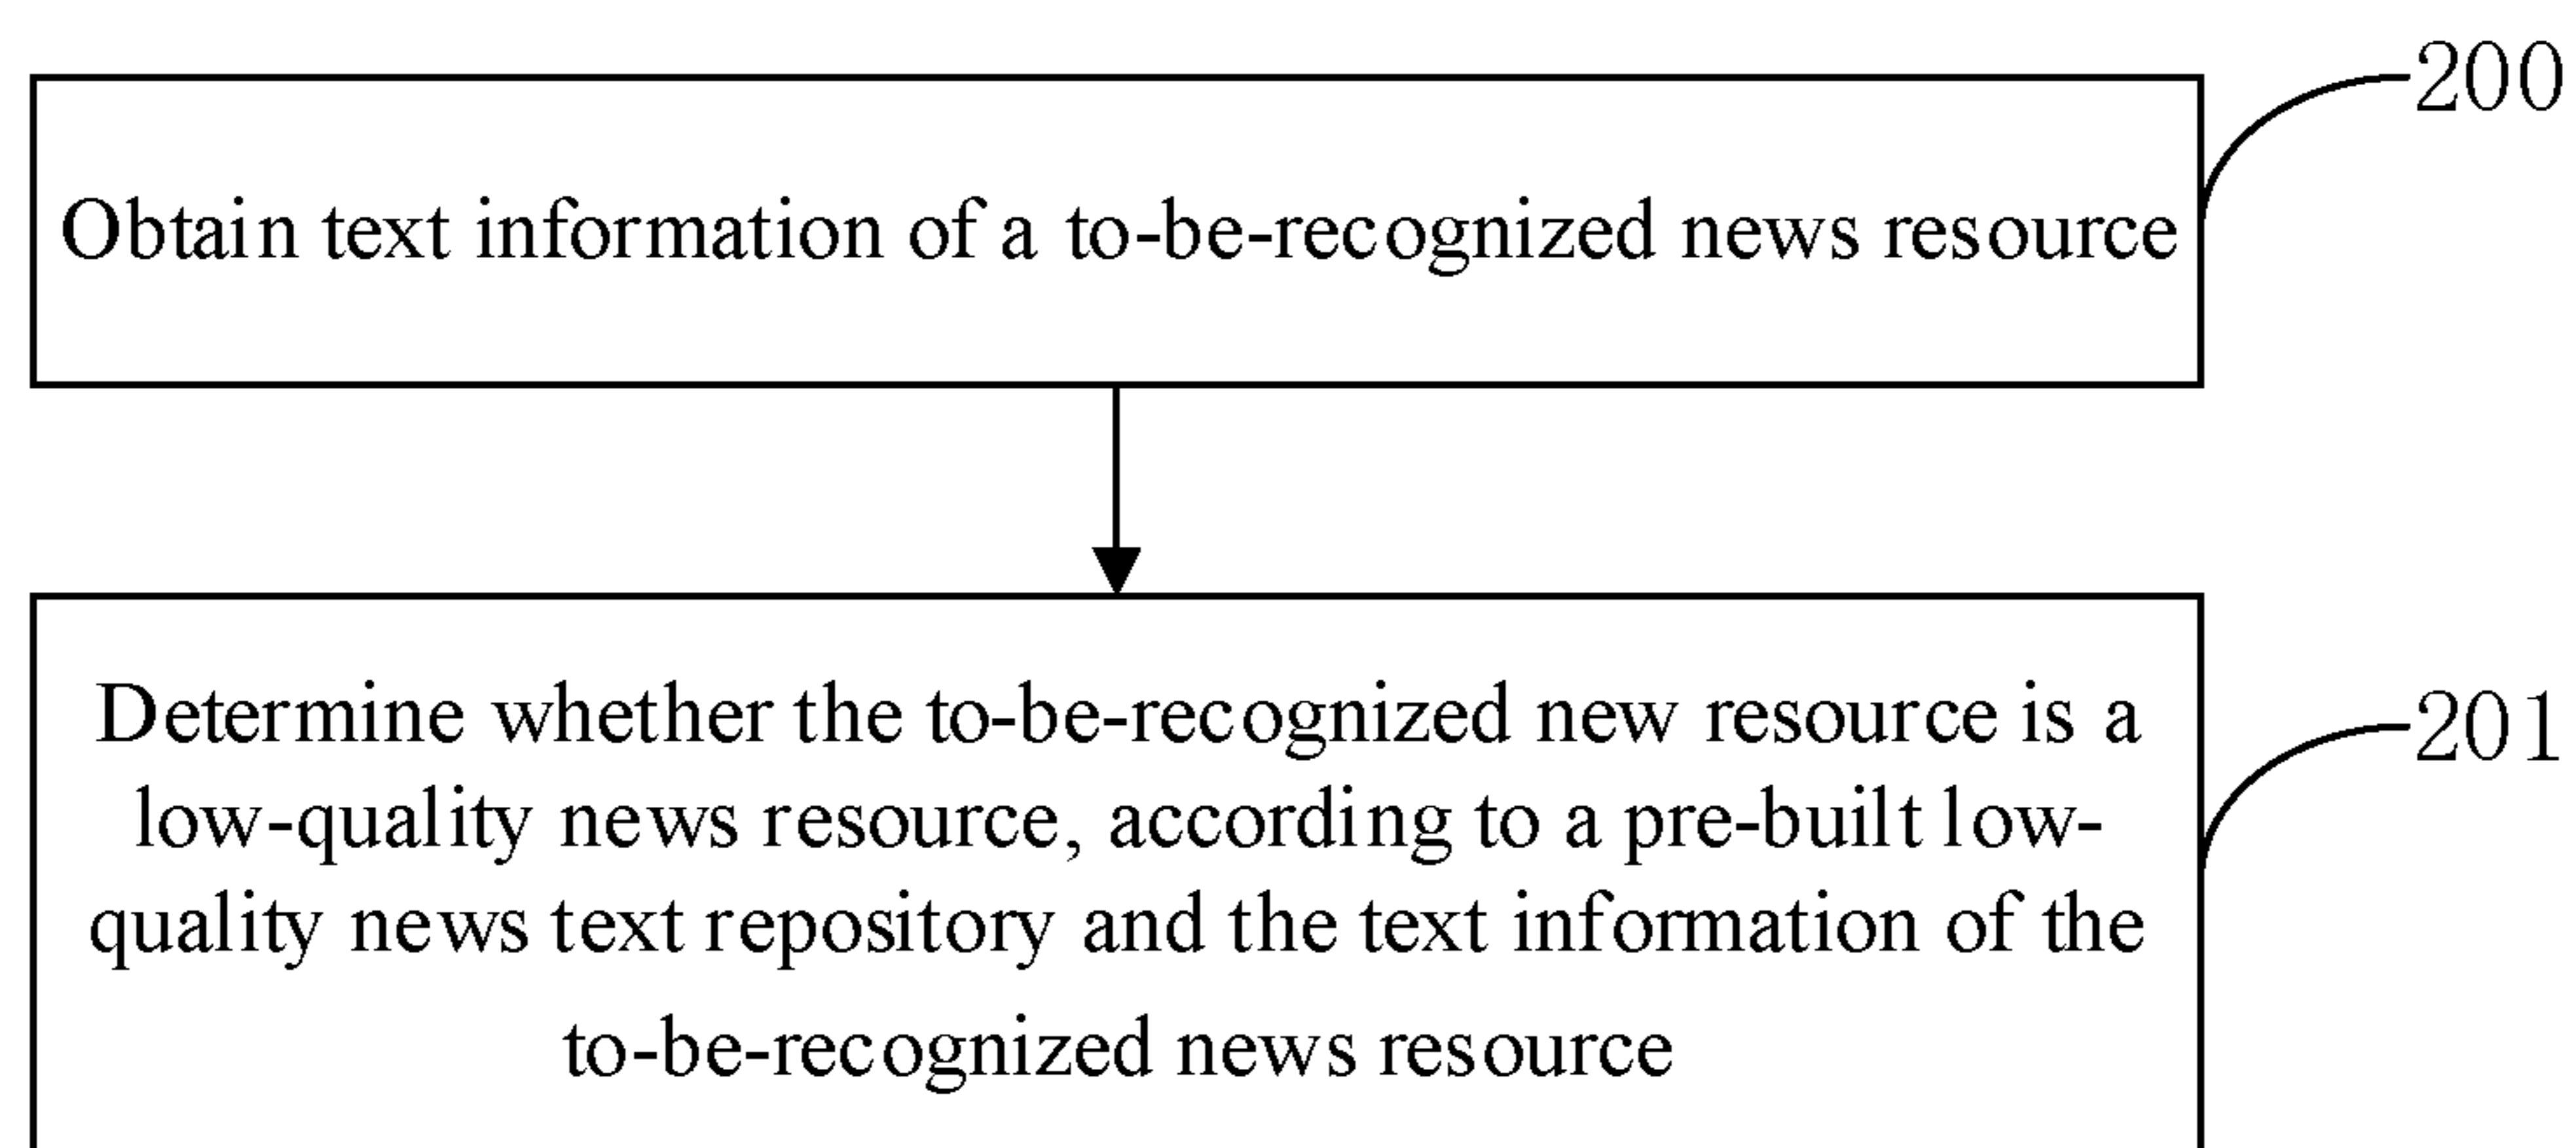 200
Obtain text information of a to-be-recognized news resource
Determine whether the to-be-recognized new resource is a
low-quality news resource, according to a pre-built low-
quality news text repository and the text information of the
to-be-recognized news resource
201